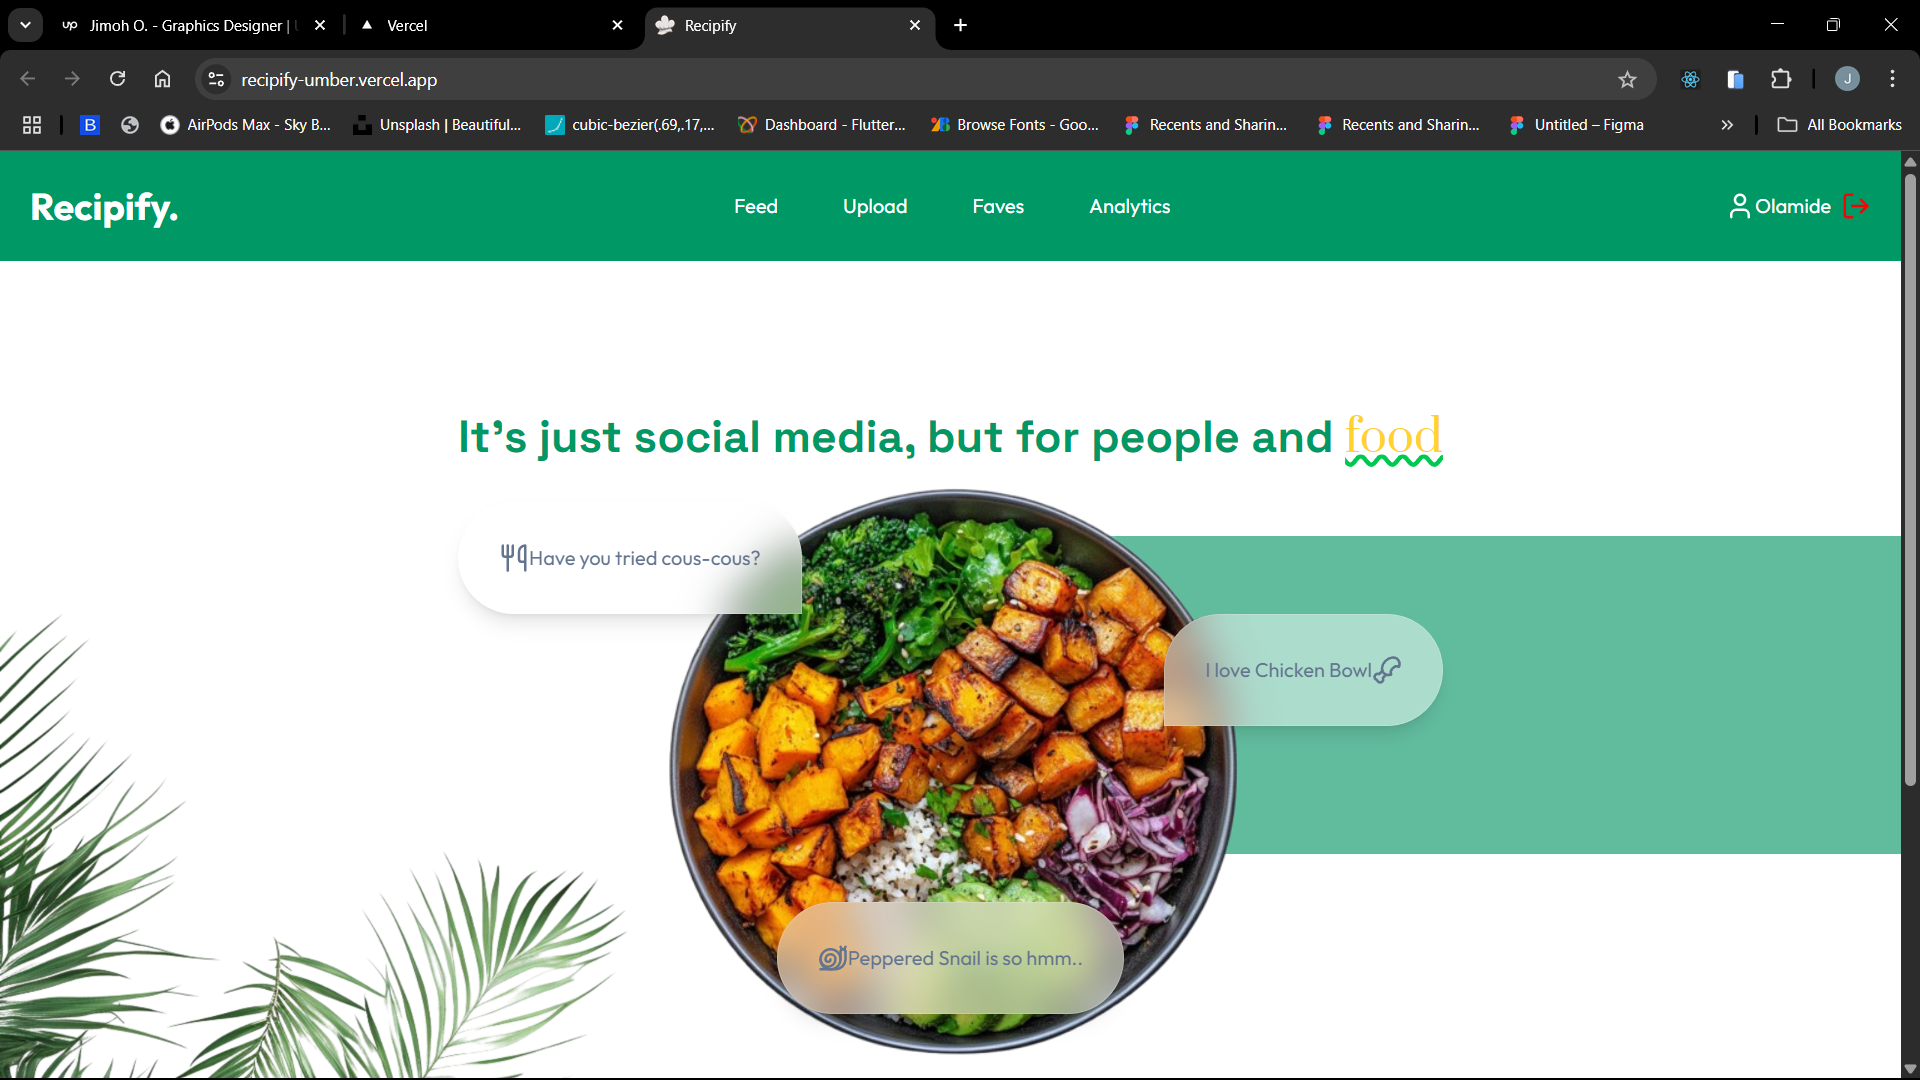 Jimoh O. - Graphics Designer |
Vercel
Recipify
recipify-umber.vercel.app
J
B
AirPods Max - Sky B...
Unsplash | Beautiful...
cubic-bezier(.69,.17,...
Dashboard - Flutter...
Browse Fonts - Goo...
Recents and Sharin...
Recents and Sharin...
Untitled – Figma
All Bookmarks
Recipify.
Feed
Upload
Faves
Analytics
Olamide
It's just social media, but for people and food
Have you tried cous-cous?
I love Chicken Bowl
Peppered Snail is so hmm..